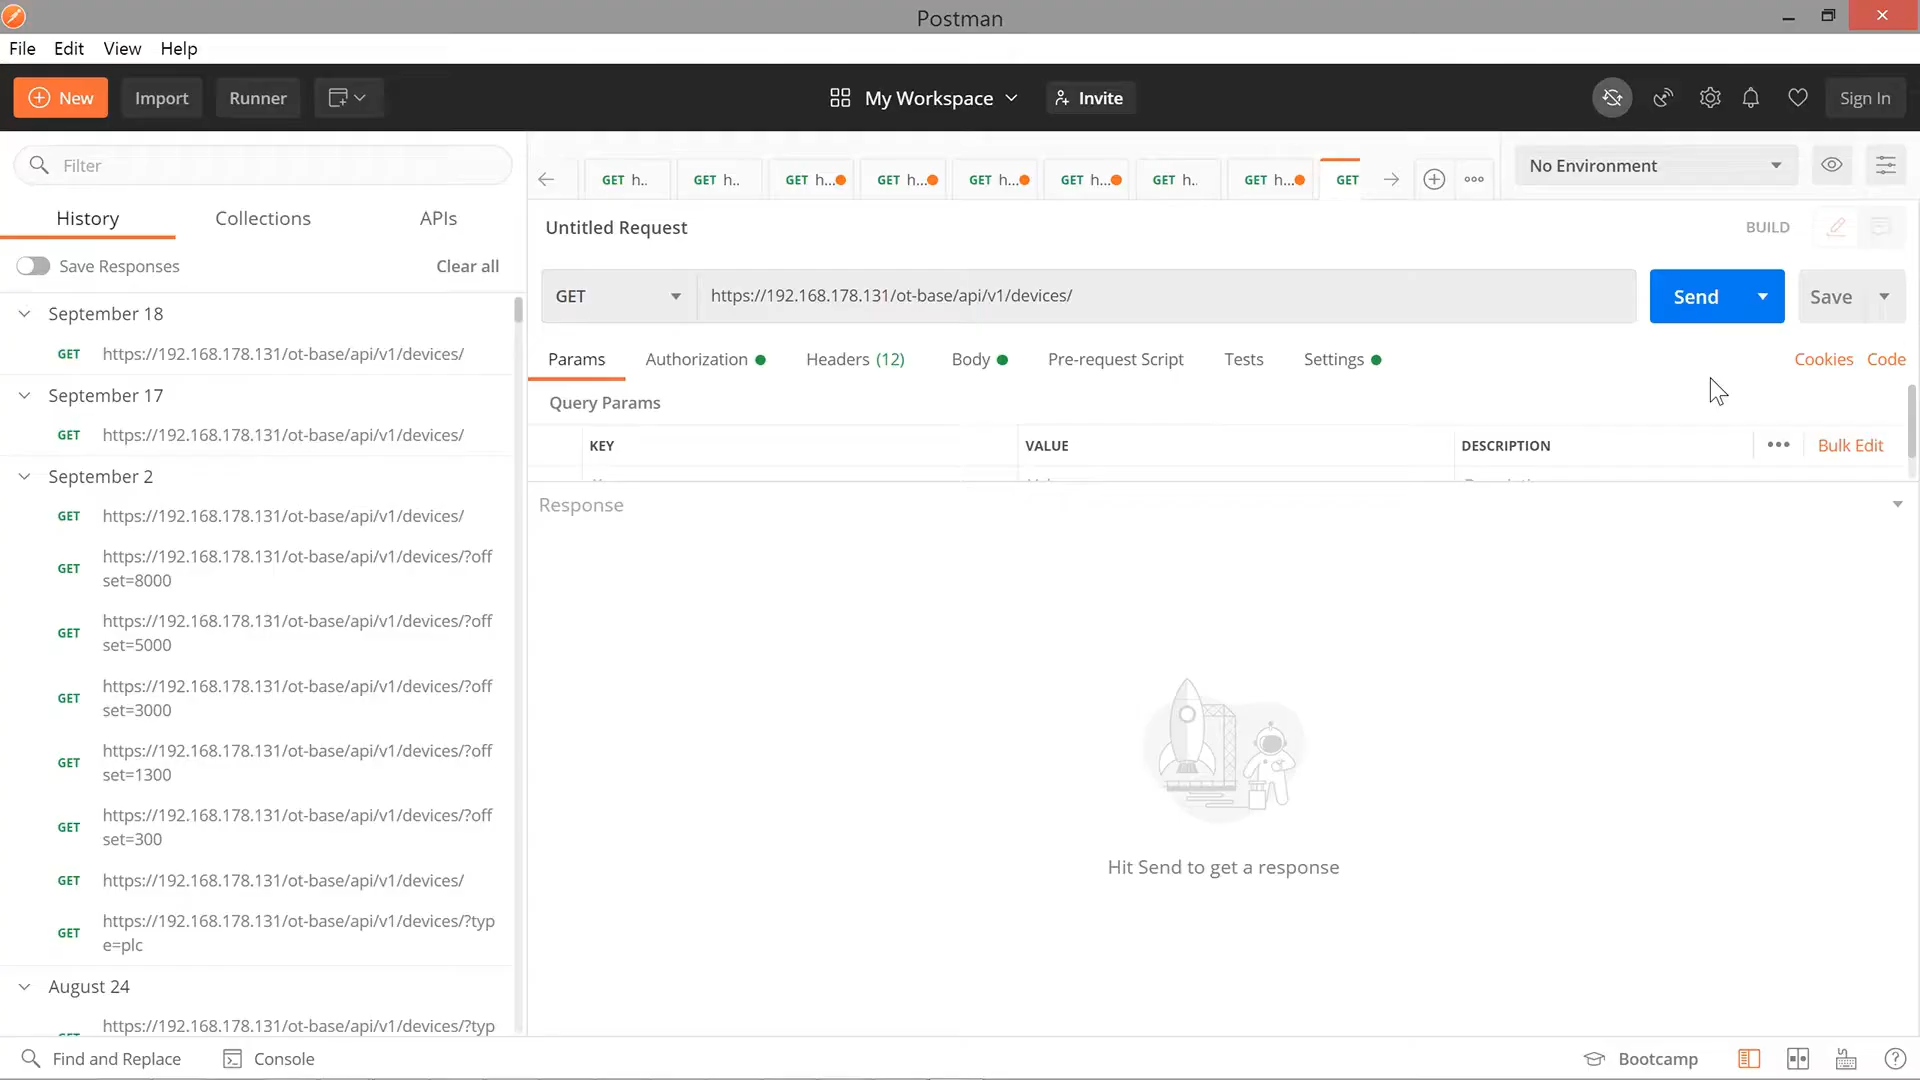 Postman
File Edit View Help
New Import Runner My Workspace Invite Sign In
Filter
GET h.. GET h.. GET h... GET h... GET h... GET h... GET h. GET h... GET
No Environment
History Collections APIs
Untitled Request
BUILD
Save Responses
Clear all
GET https://192.168.178.131/ot-base/api/v1/devices/ Send Save
September 18
GET https://192.168.178.131/ot-base/api/v1/devices/
Params Authorization Headers (12) Body Pre-request Script Tests Settings Cookies Code
September 17
GET https://192.168.178.131/ot-base/api/v1/devices/
Query Params
KEY VALUE DESCRIPTION Bulk Edit
September 2
GET https://192.168.178.131/ot-base/api/v1/devices/
Response
GET https://192.168.178.131/ot-base/api/v1/devices/?off
set=8000
GET https://192.168.178.131/ot-base/api/v1/devices/?off
set=5000
GET https://192.168.178.131/ot-base/api/v1/devices/?off
set=3000
GET https://192.168.178.131/ot-base/api/v1/devices/?off
set=1300
GET https://192.168.178.131/ot-base/api/v1/devices/?off
set=300
GET https://192.168.178.131/ot-base/api/v1/devices/
GET https://192.168.178.131/ot-base/api/v1/devices/?typ
e=plc
Hit Send to get a response
August 24
https://192.168.178.131/ot-base/api/v1/devices/?typ
Find and Replace Console Bootcamp